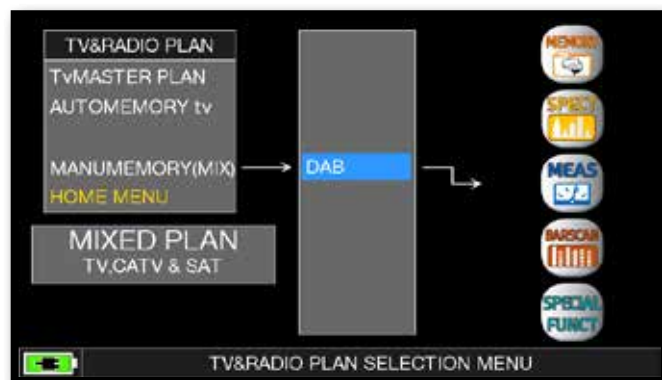 TV&RADIO PLAN
TvMASTER PLAN
AUTOMEMORY tv
MANUMEMORY(MIX)
HOME MENU
MIXED PLAN
TV,CATV & SAT
DAB
MEMORY
SPECT
MEAS
BARSCAN
SPECIAL
FUNCT
TV&RADIO PLAN SELECTION MENU